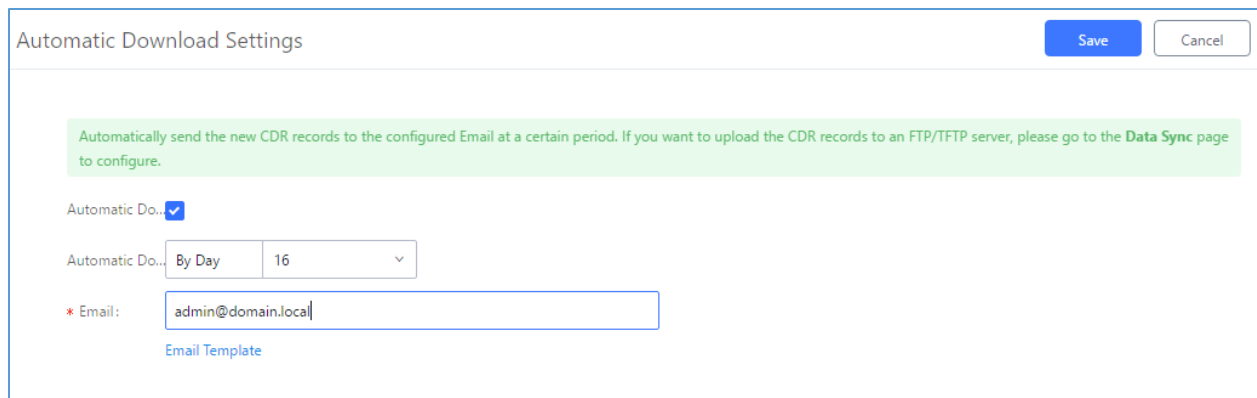 Automatic Download Settings
Save
Cancel
Automatically send the new CDR records to the configured Email at a certain period. If you want to upload the CDR records to an FTP/TFTP server, please go to the Data Sync page
to configure.
Automatic Do...
Automatic Do... By Day 16
* Email: admin@domain.local
Email Template